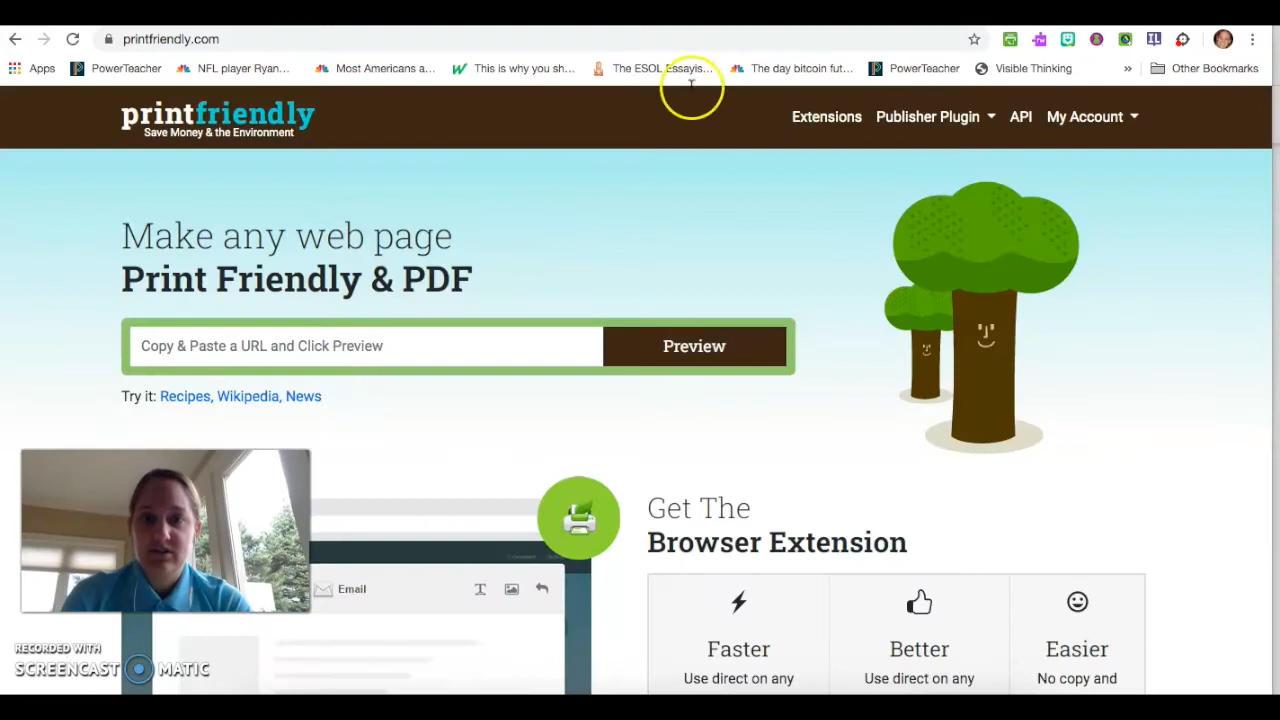 printfriendly.com
Apps PowerTeacher NFL player Ryan... Most Americans a... This is why you sh... The ESOL Essayis... The day bitcoin fut... PowerTeacher Visible Thinking » Other Bookmarks
printfriendly
Save Money & the Environment
Extensions Publisher Plugin API My Account
Make any web page
Print Friendly & PDF
Copy & Paste a URL and Click Preview Preview
Try it: Recipes, Wikipedia, News
Get The
Browser Extension
Email
Faster Better Easier
Use direct on any Use direct on any No copy and
RECORDED WITH
SCREENCAST MATIC